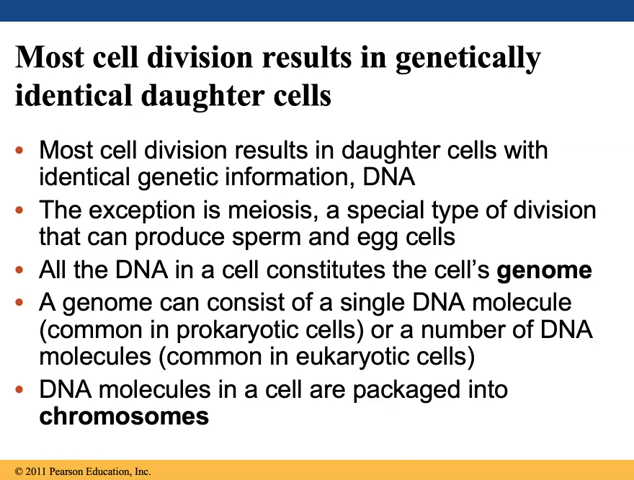 Most cell division results in genetically
identical daughter cells
• Most cell division results in daughter cells with
identical genetic information, DNA
• The exception is meiosis, a special type of division
that can produce sperm and egg cells
• All the DNA in a cell constitutes the cell’s genome
• A genome can consist of a single DNA molecule
(common in prokaryotic cells) or a number of DNA
molecules (common in eukaryotic cells)
• DNA molecules in a cell are packaged into
chromosomes
© 2011 Pearson Education, Inc.